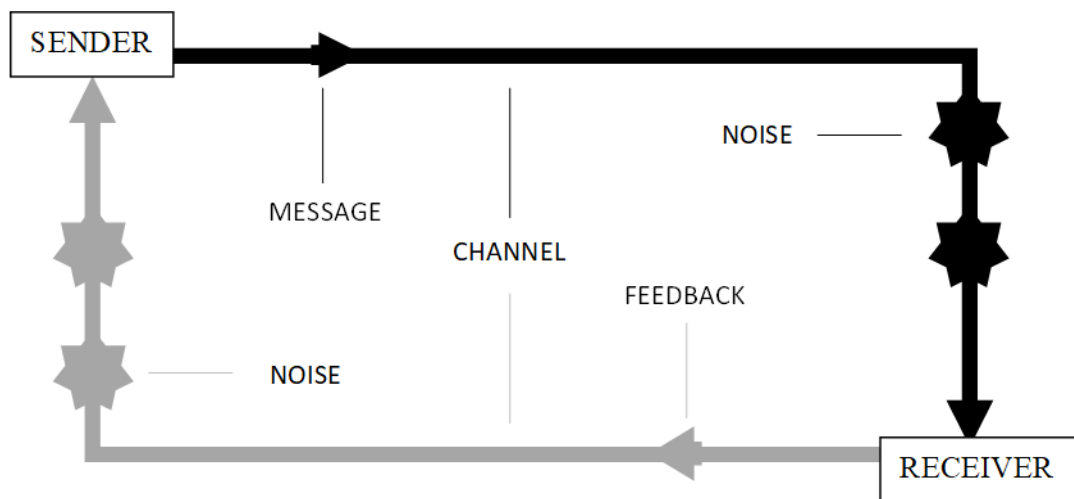 SENDER
NOISE
MESSAGE
CHANNEL
FEEDBACK
NOISE
RECEIVER